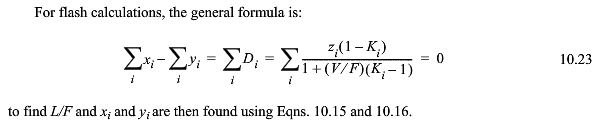 For flash calculations, the general formula is:
∑x_i − ∑y_i = ∑D_i = ∑ z_i(1 − K_i) / (1 + (V/F)(K_i − 1)) = 0 10.23
i i i i
to find L/F and x_i and y_i are then found using Eqns. 10.15 and 10.16.